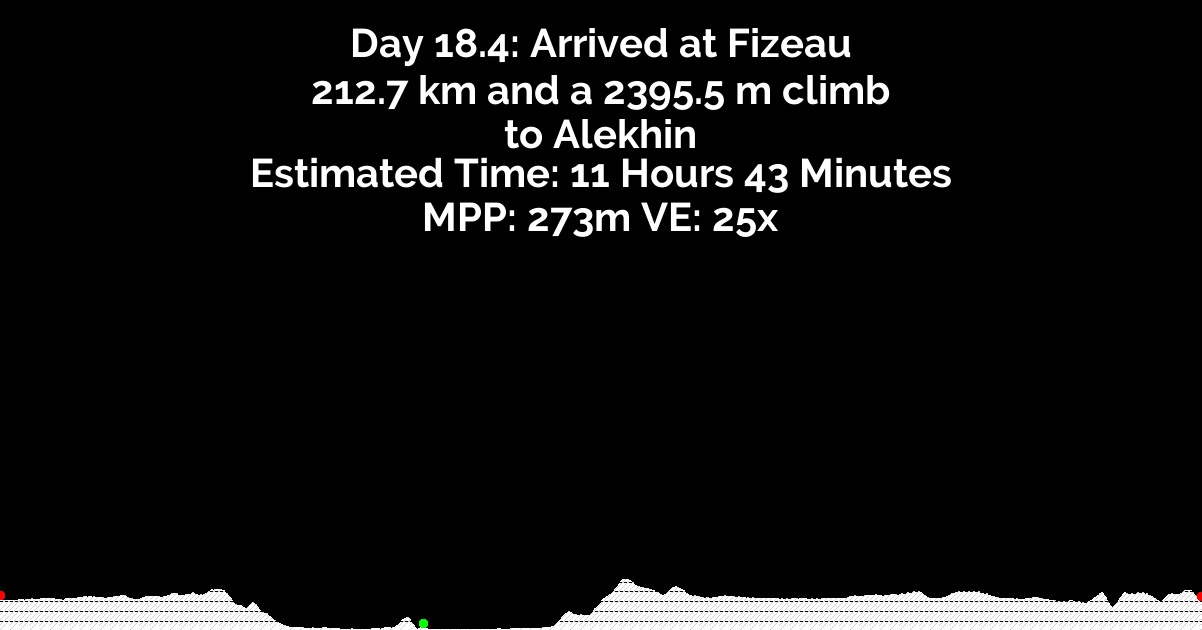 Day 18.4: Arrived at Fizeau
212.7 km and a 2395.5 m climb
to Alekhin
Estimated Time: 11 Hours 43 Minutes
MPP: 273m VE: 25x